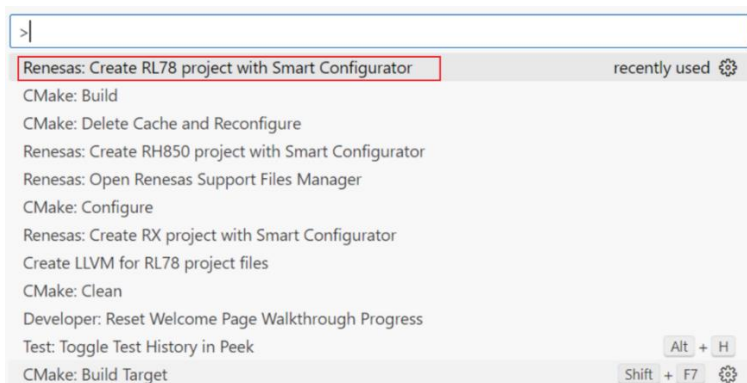 >
Renesas: Create RL78 project with Smart Configurator recently used
CMake: Build
CMake: Delete Cache and Reconfigure
Renesas: Create RH850 project with Smart Configurator
Renesas: Open Renesas Support Files Manager
CMake: Configure
Renesas: Create RX project with Smart Configurator
Create LLVM for RL78 project files
CMake: Clean
Developer: Reset Welcome Page Walkthrough Progress
Test: Toggle Test History in Peek Alt + H
CMake: Build Target Shift + F7